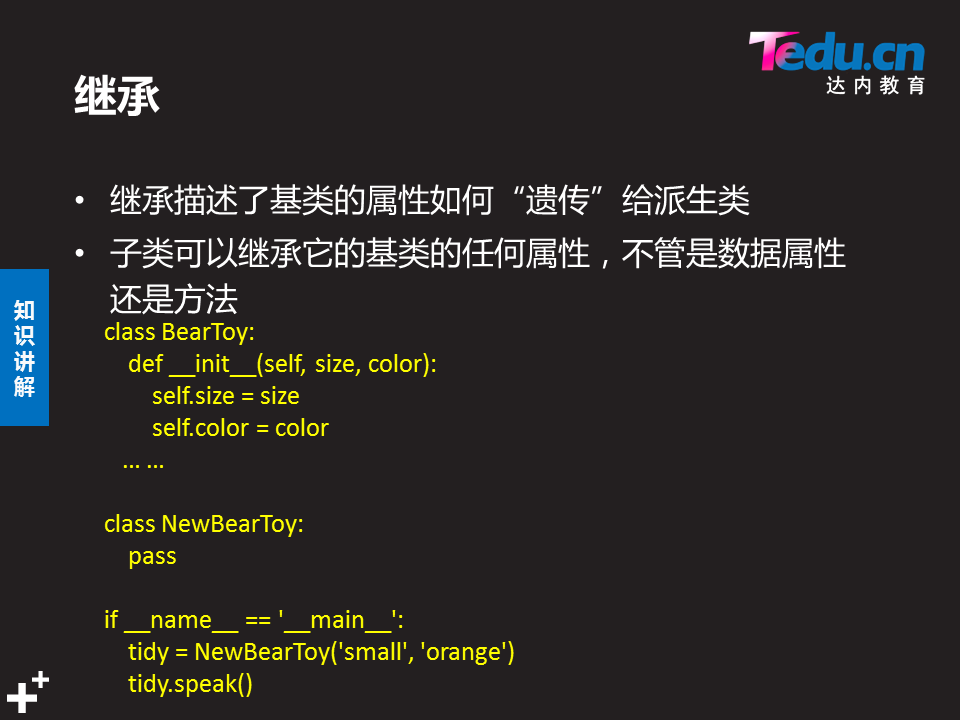 Tedu.cn
达内教育
继承
• 继承描述了基类的属性如何“遗传”给派生类
• 子类可以继承它的基类的任何属性，不管是数据属性
还是方法
知
识
讲
解
class BearToy:
    def __init__(self, size, color):
        self.size = size
        self.color = color
   ... ...
class NewBearToy:
    pass
if __name__ == '__main__':
    tidy = NewBearToy('small', 'orange')
    tidy.speak()